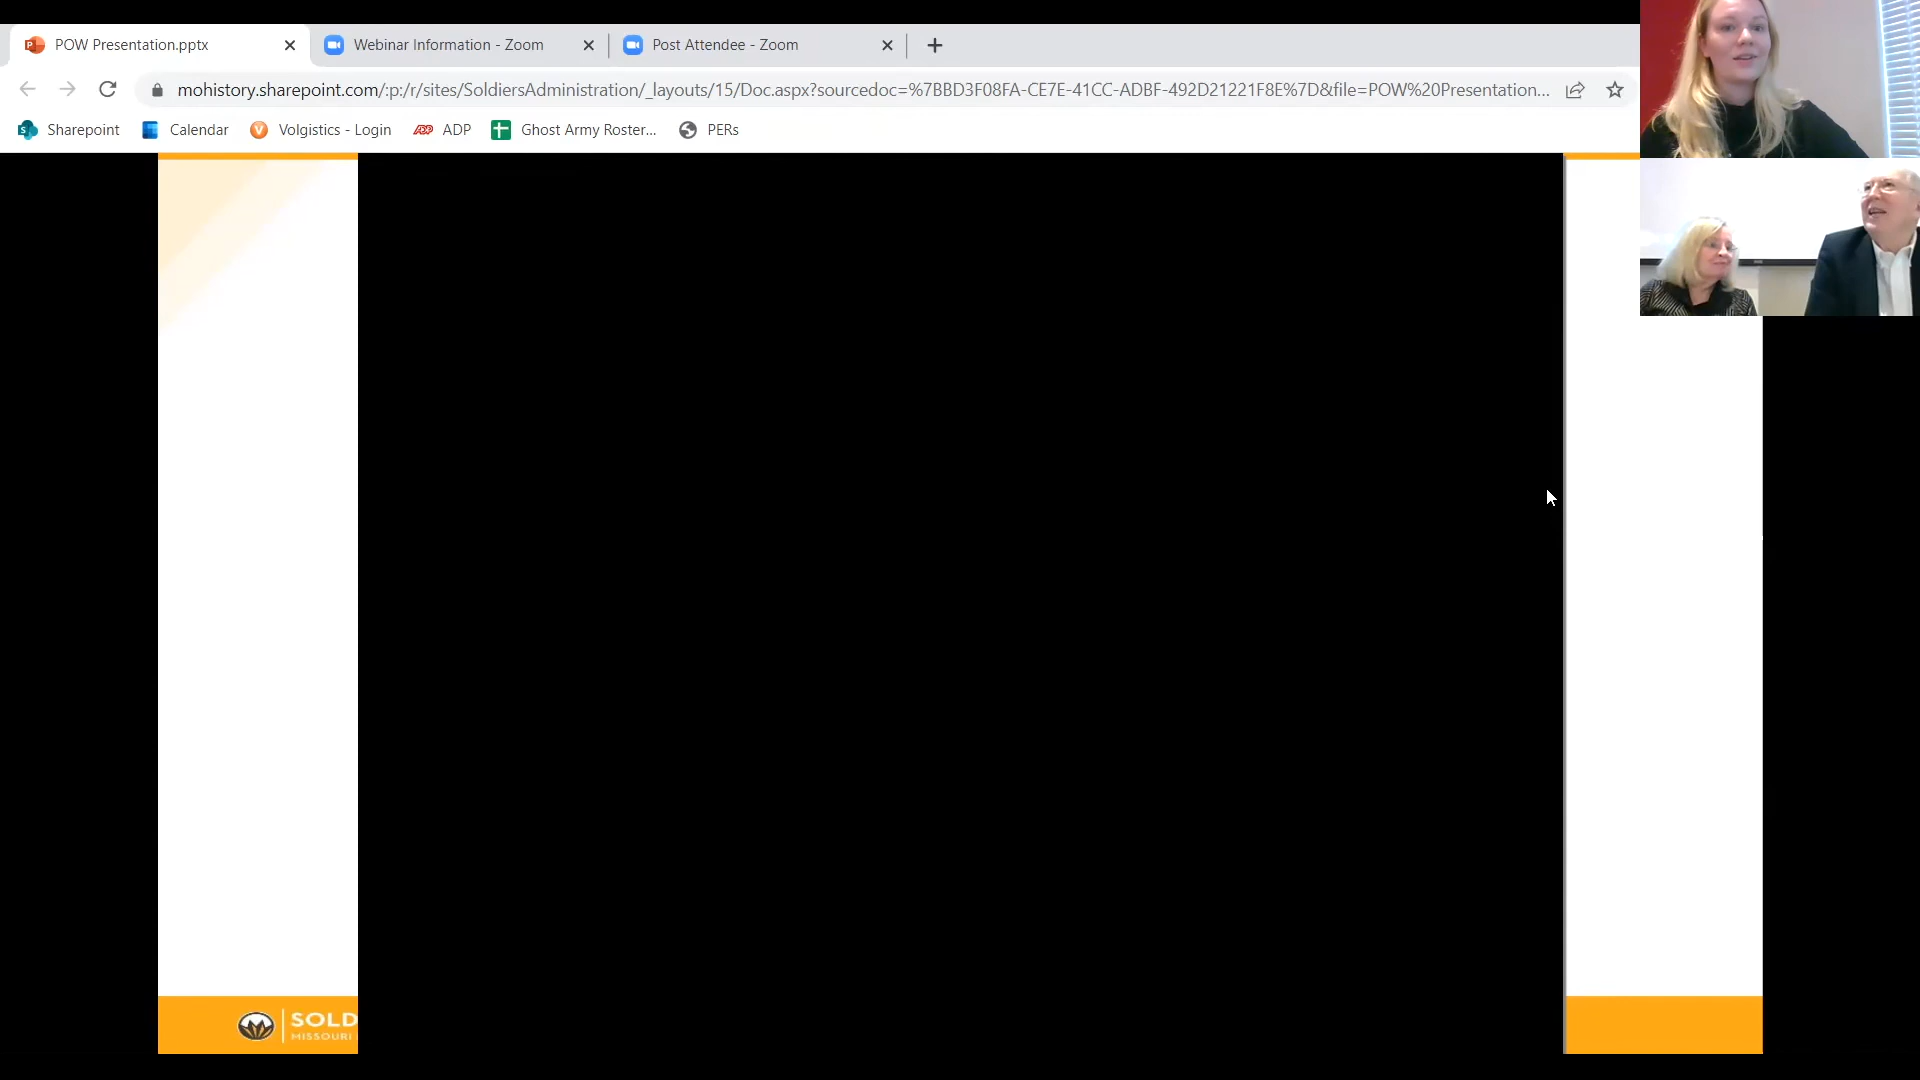 POW Presentation.pptx
Webinar Information - Zoom
Post Attendee - Zoom
mohistory.sharepoint.com/:p:/r/sites/SoldiersAdministration/_layouts/15/Doc.aspx?sourcedoc=%7BBD3F08FA-CE7E-41CC-ADBF-492D21221F8E%7D&file=POW%20Presentation...
Sharepoint
Calendar
Volgistics - Login
ADP
Ghost Army Roster...
PERs
SOLD
MISSOURI